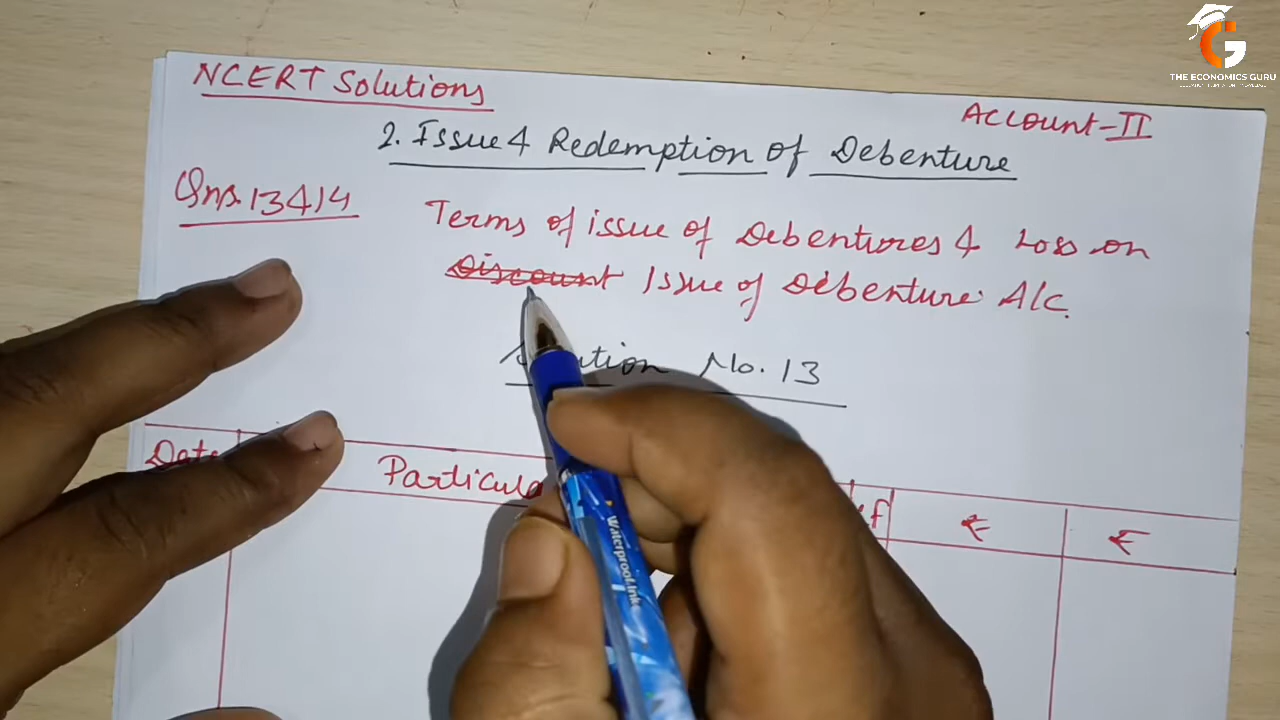 THE ECONOMICS GURU
NCERT Solutions
Account-II
2. Issue & Redemption of Debenture
Qns. 13 & 14
Terms of issue of Debentures & Loss on
Discount Issue of Debenture A/C.
No. 13
Date
₹
₹
Waterproof Ink